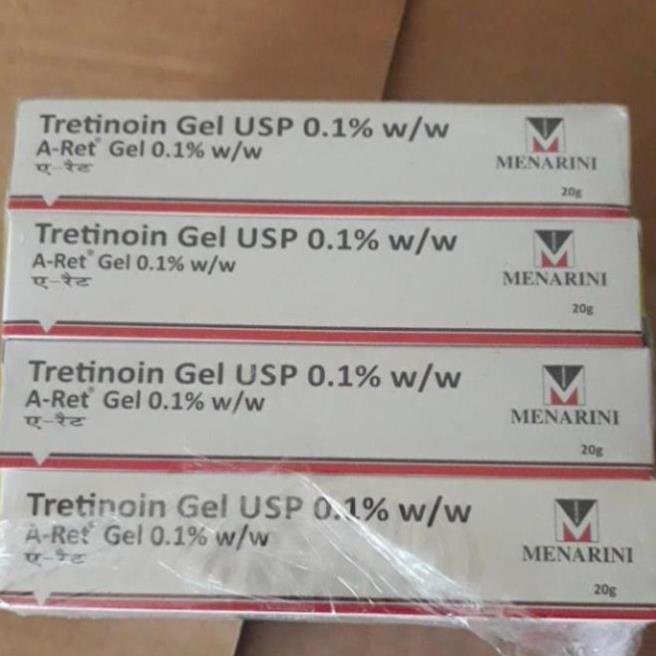 Tretinoin Gel USP 0.1% w/w
A-Ret® Gel 0.1% w/w
ए-रैट
MENARINI
20g
Tretinoin Gel USP 0.1% w/w
A-Ret® Gel 0.1% w/w
ए-रैट
MENARINI
20g
Tretinoin Gel USP 0.1% w/w
A-Ret® Gel 0.1% w/w
ए-रैट
MENARINI
20g
Tretinoin Gel USP 0.1% w/w
A-Ret® Gel 0.1% w/w
ए-रैट
MENARINI
20g